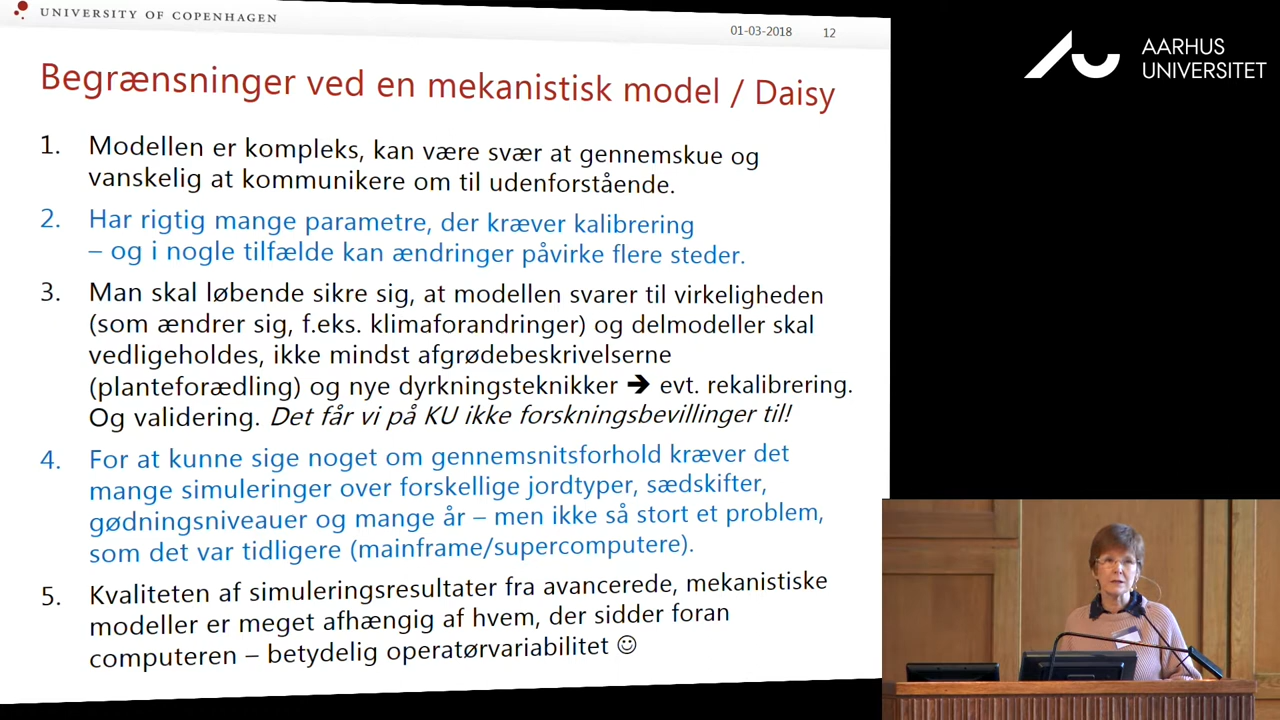 UNIVERSITY OF COPENHAGEN
01-03-2018 12
AARHUS
UNIVERSITET
Begrænsninger ved en mekanistisk model / Daisy
1. Modellen er kompleks, kan være svær at gennemskue og
vanskelig at kommunikere om til udenforstående.
2. Har rigtig mange parametre, der kræver kalibrering
– og i nogle tilfælde kan ændringer påvirke flere steder.
3. Man skal løbende sikre sig, at modellen svarer til virkeligheden
(som ændrer sig, f.eks. klimaforandringer) og delmodeller skal
vedligeholdes, ikke mindst afgrødebeskrivelserne
(planteforædling) og nye dyrkningsteknikker ➔ evt. rekalibrering.
Og validering. Det får vi på KU ikke forskningsbevillinger til!
4. For at kunne sige noget om gennemsnitsforhold kræver det
mange simuleringer over forskellige jordtyper, sædskifter,
gødningsniveauer og mange år – men ikke så stort et problem,
som det var tidligere (mainframe/supercomputere).
5. Kvaliteten af simuleringsresultater fra avancerede, mekanistiske
modeller er meget afhængig af hvem, der sidder foran
computeren – betydelig operatørvariabilitet ☺